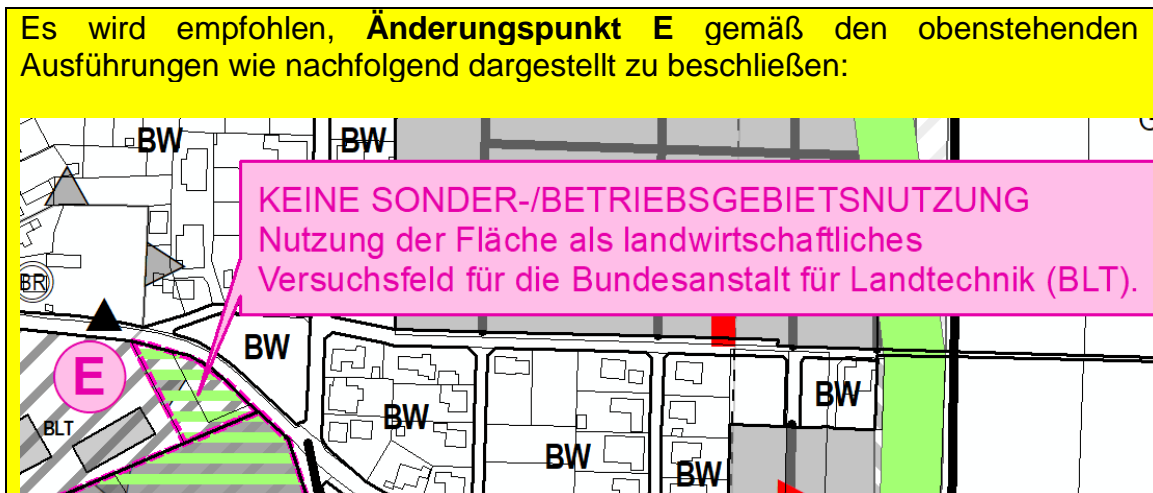 Es wird empfohlen, Änderungspunkt E gemäß den obenstehenden
Ausführungen wie nachfolgend dargestellt zu beschließen:
BW
BW
KEINE SONDER-/BETRIEBSGEBIETSNUTZUNG
Nutzung der Fläche als landwirtschaftliches
Versuchsfeld für die Bundesanstalt für Landtechnik (BLT).
BR
BW
E
BW
BW
BLT
BW
BW